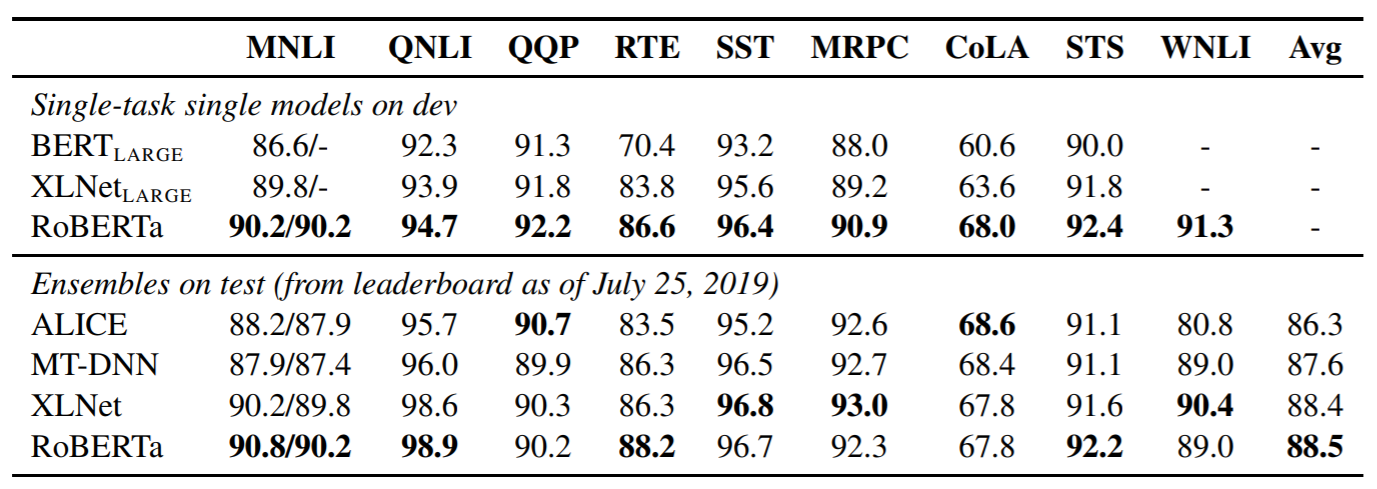 MNLI QNLI QQP RTE SST MRPC CoLA STS WNLI Avg
Single-task single models on dev
BERTLARGE 86.6/- 92.3 91.3 70.4 93.2 88.0 60.6 90.0 - -
XLNetLARGE 89.8/- 93.9 91.8 83.8 95.6 89.2 63.6 91.8 - -
RoBERTa 90.2/90.2 94.7 92.2 86.6 96.4 90.9 68.0 92.4 91.3 -
Ensembles on test (from leaderboard as of July 25, 2019)
ALICE 88.2/87.9 95.7 90.7 83.5 95.2 92.6 68.6 91.1 80.8 86.3
MT-DNN 87.9/87.4 96.0 89.9 86.3 96.5 92.7 68.4 91.1 89.0 87.6
XLNet 90.2/89.8 98.6 90.3 86.3 96.8 93.0 67.8 91.6 90.4 88.4
RoBERTa 90.8/90.2 98.9 90.2 88.2 96.7 92.3 67.8 92.2 89.0 88.5